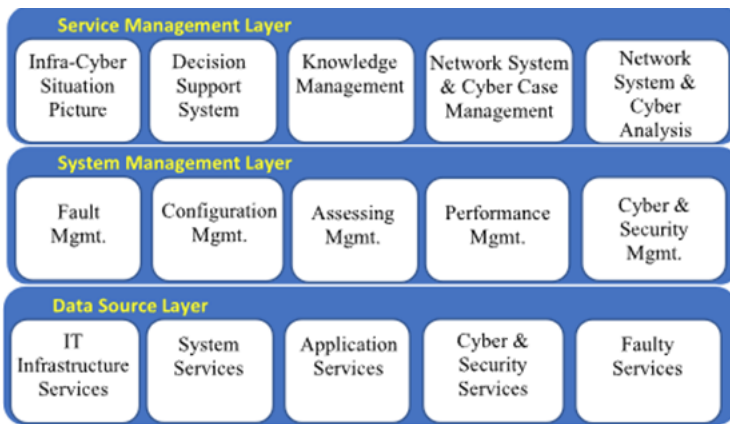 Service Management Layer
Infra-Cyber
Situation
Picture
Decision
Support
System
Knowledge
Management
Network System
& Cyber Case
Management
Network
System &
Cyber
Analysis
System Management Layer
Fault
Mgmt.
Configuration
Mgmt.
Assessing
Mgmt.
Performance
Mgmt.
Cyber &
Security
Mgmt.
Data Source Layer
IT
Infrastructure
Services
System
Services
Application
Services
Cyber &
Security
Services
Faulty
Services